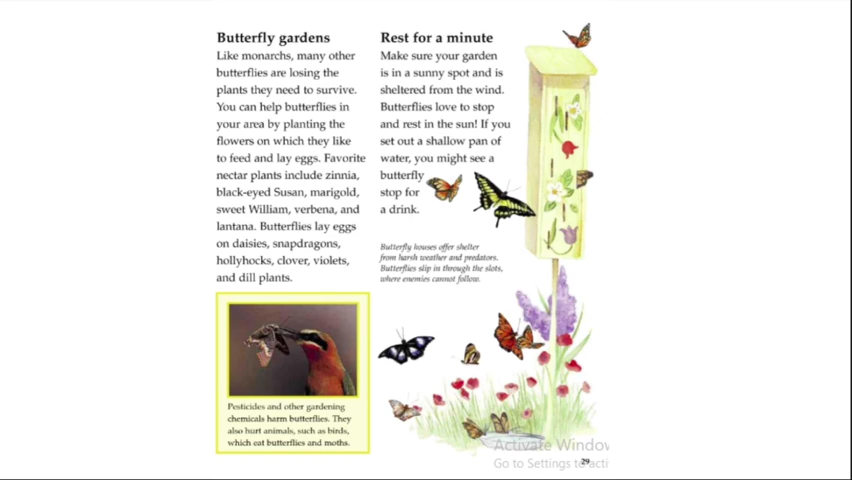 Butterfly gardens
Like monarchs, many other
butterflies are losing the
plants they need to survive.
You can help butterflies in
your area by planting the
flowers on which they like
to feed and lay eggs. Favorite
nectar plants include zinnia,
black-eyed Susan, marigold,
sweet William, verbena, and
lantana. Butterflies lay eggs
on daisies, snapdragons,
hollyhocks, clover, violets,
and dill plants.
Pesticides and other gardening
chemicals harm butterflies. They
also hurt animals, such as birds,
which eat butterflies and moths.
Rest for a minute
Make sure your garden
is in a sunny spot and is
sheltered from the wind.
Butterflies love to stop
and rest in the sun! If you
set out a shallow pan of
water, you might see a
butterfly
stop for
a drink.
Butterfly houses offer shelter
from harsh weather and predators.
Butterflies slip in through the slots,
where enemies cannot follow.
Activate Windov
Go to Settings to acti
29